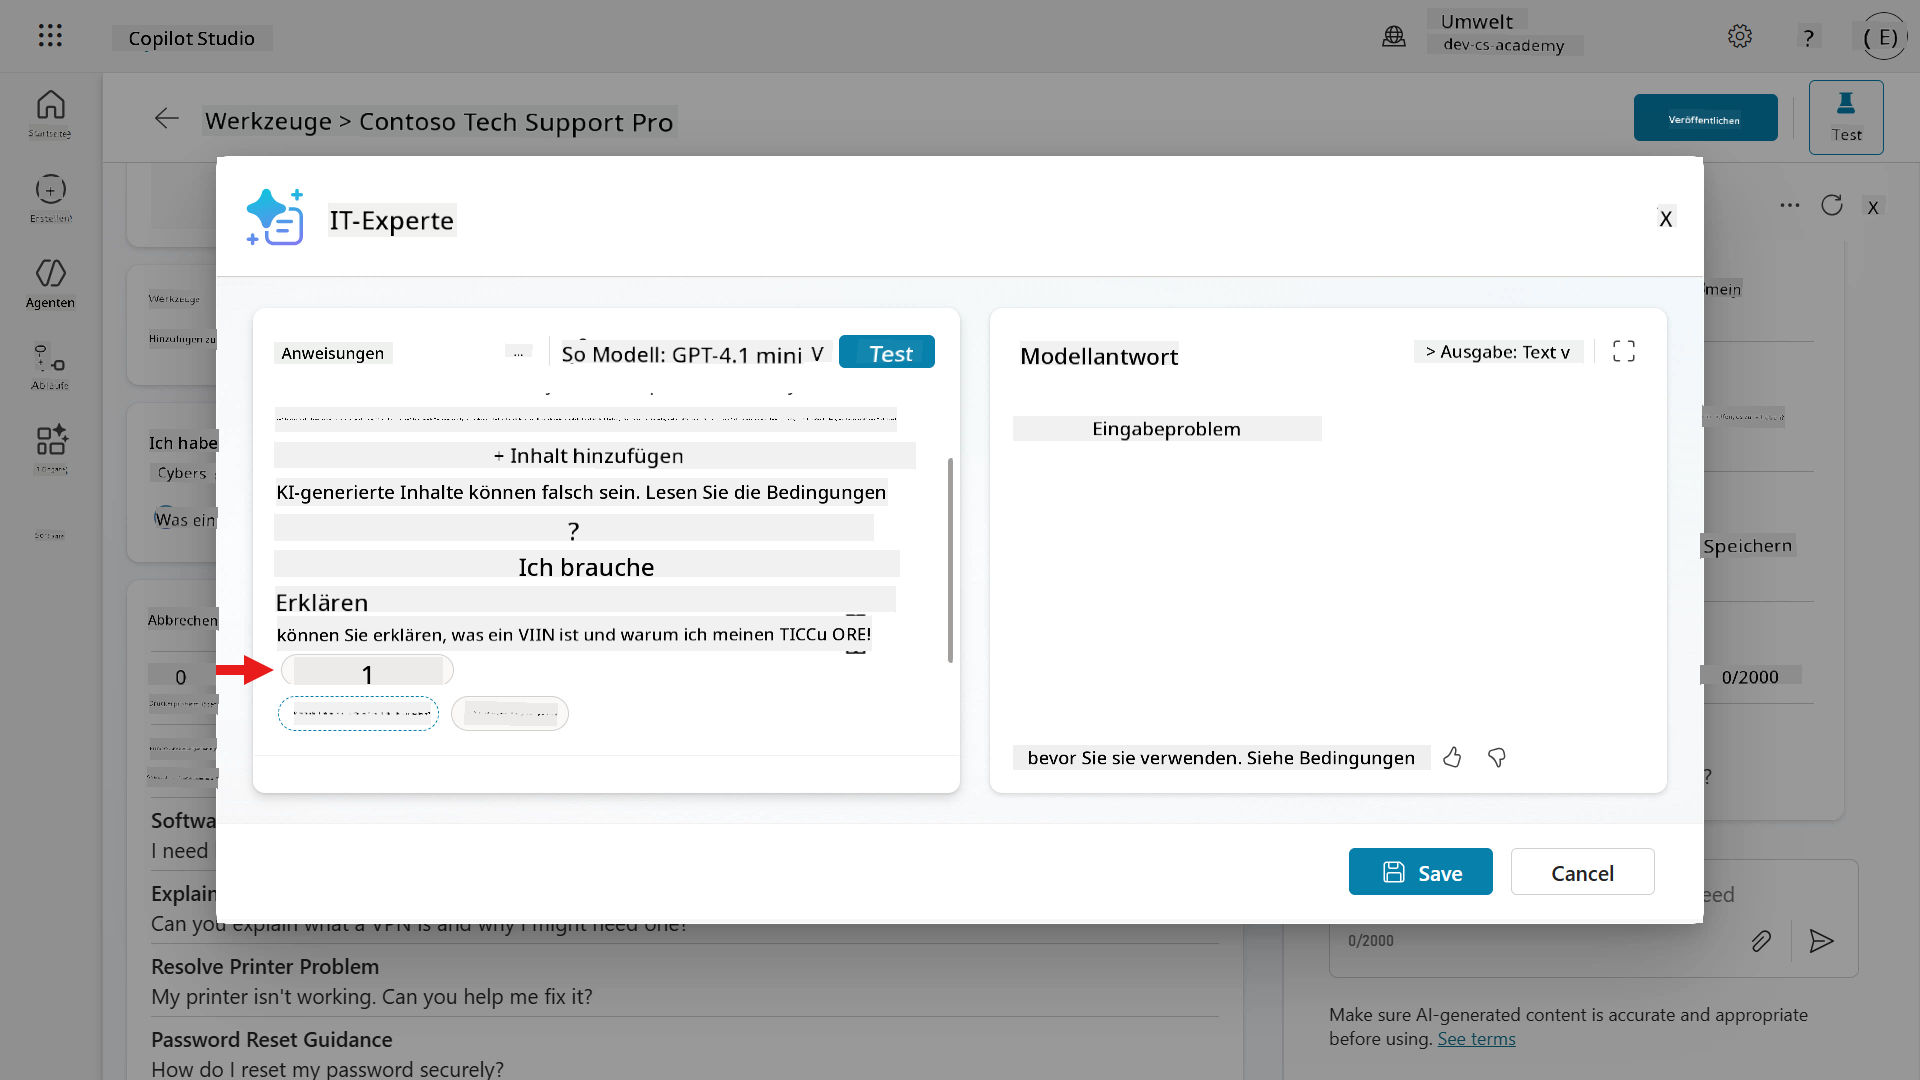 Copilot Studio
Umwelt
dev-cs-academy
?
( E)
Startseite?
Werkzeuge > Contoso Tech Support Pro
Veröffentlichen
Test
Erstellen?
IT-Experte
X
... X
Agenten
Werkzeuge
mein
Hinzufügen zu
Anweisungen
...
So Modell: GPT-4.1 mini V
Test
Modellantwort
> Ausgabe: Text v
Abläufe
Eingabeproblem
Ich habe
+ Inhalt hinzufügen
Cybers
KI-generierte Inhalte können falsch sein. Lesen Sie die Bedingungen
Was ein
?
Speichern
Ich brauche
Erklären
Abbrechen
können Sie erklären, was ein VIIN ist und warum ich meinen TICCu ORE!
0
1
0/2000
bevor Sie sie verwenden. Siehe Bedingungen
?
Softwa
I need
Save
Cancel
Explain
eed
Can you explain what a VPN is and why I might need one?
0/2000
Resolve Printer Problem
My printer isn't working. Can you help me fix it?
Make sure AI-generated content is accurate and appropriate
before using. See terms
Password Reset Guidance
How do I reset my password securely?